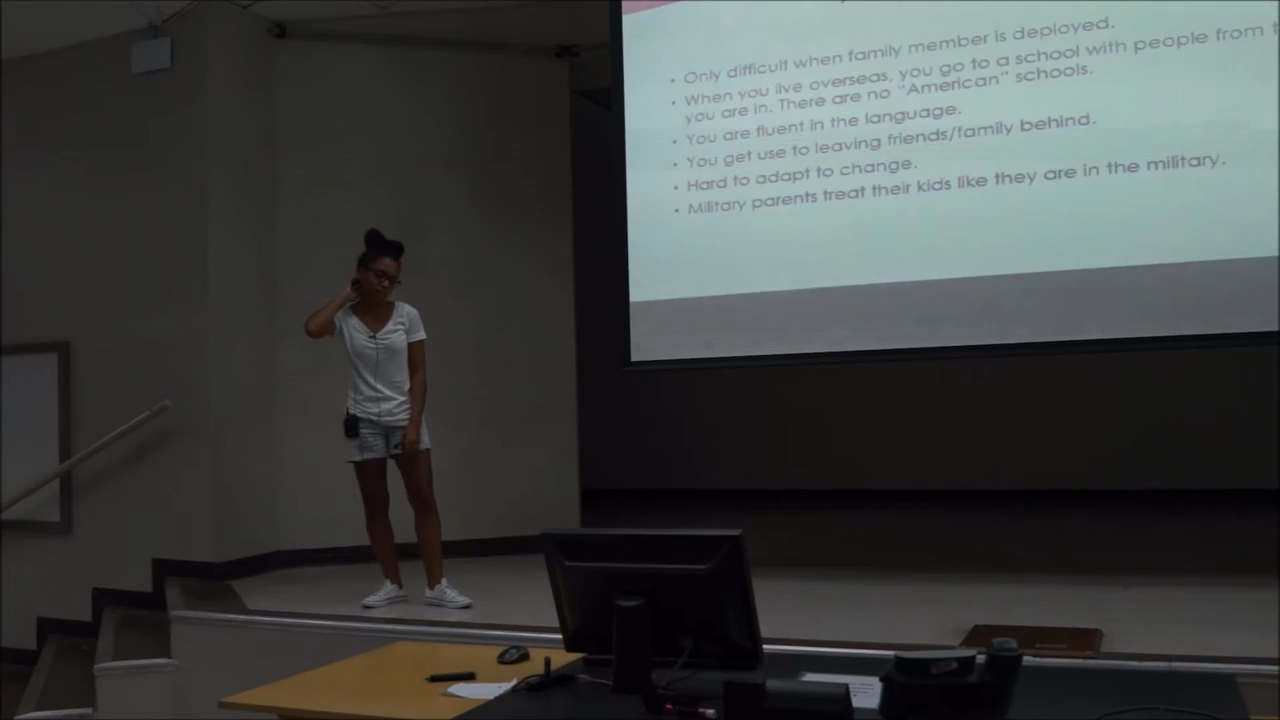 • Only difficult when family member is deployed.
• When you live overseas, you go to a school with people from
you are in. There are no "American" schools.
• You are fluent in the language.
• You get use to leaving friends/family behind.
• Hard to adapt to change.
• Military parents treat their kids like they are in the military.